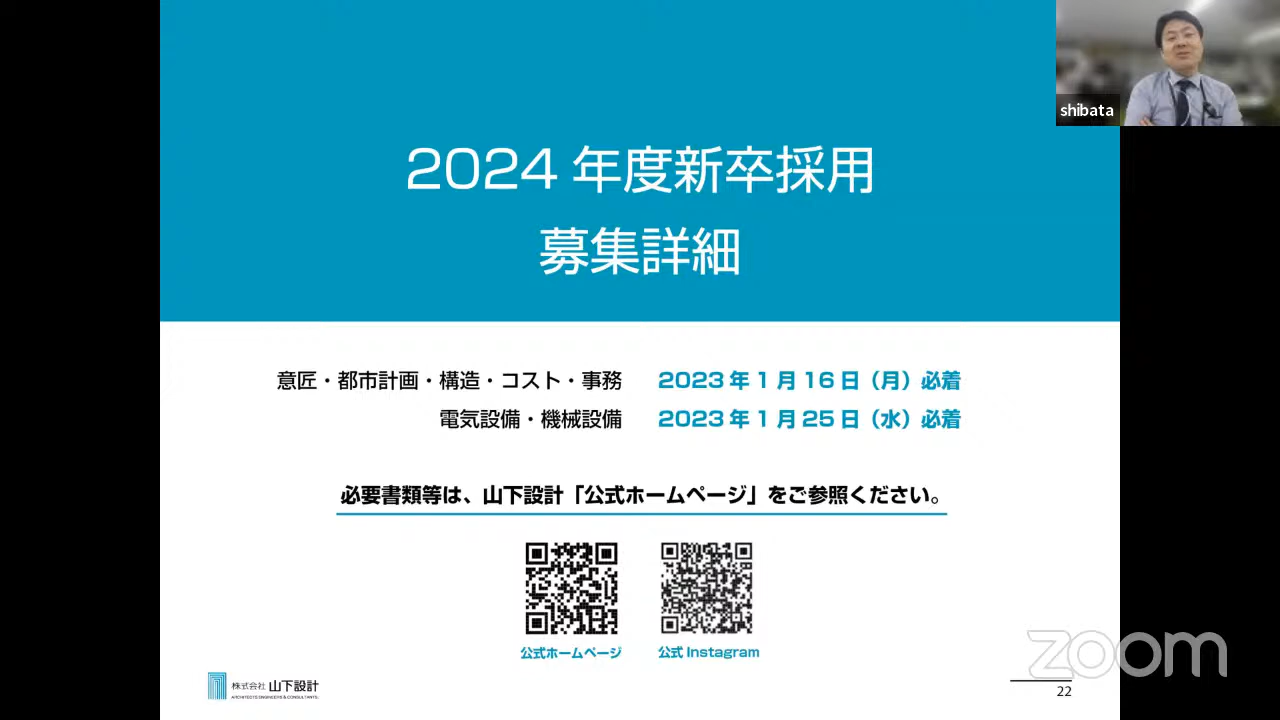 shibata
2024 年度新卒採用
募集詳細
意匠・都市計画・構造・コスト・事務 2023 年 1 月 16 日（月）必着
電気設備・機械設備 2023 年 1 月 25 日（水）必着
必要書類等は、山下設計「公式ホームページ」をご参照ください。
公式ホームページ 公式 Instagram
zoom
株式会社 山下設計
ARCHITECTS ENGINEERS & CONSULTANTS
22